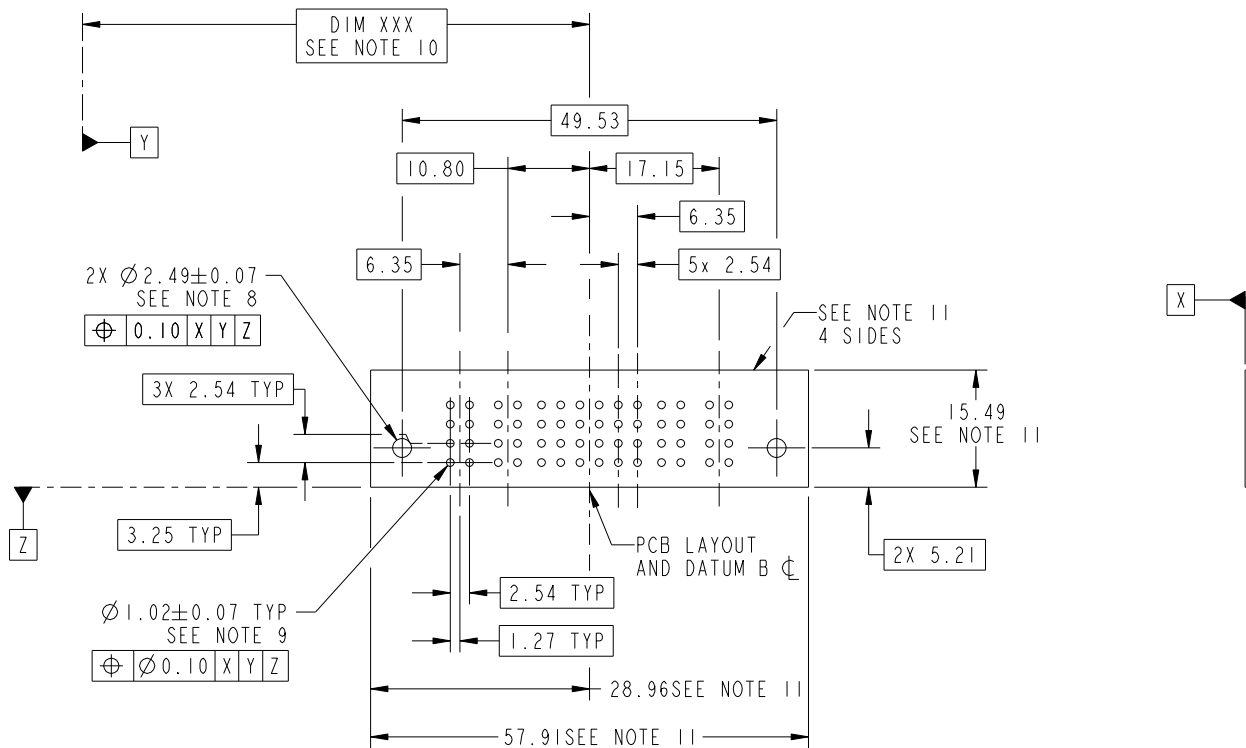 DIM XXX
SEE NOTE 10
49.53
Y
10.80
17.15
6.35
6.35
5x 2.54
2X Ø2.49±0.07
SEE NOTE 8
⌖ 0.10 X Y Z
X
SEE NOTE 11
4 SIDES
3X 2.54 TYP
15.49
SEE NOTE 11
3.25 TYP
Z
PCB LAYOUT
AND DATUM B ℄
2X 5.21
2.54 TYP
Ø1.02±0.07 TYP
SEE NOTE 9
1.27 TYP
⌖ Ø0.10 X Y Z
28.96SEE NOTE 11
57.91SEE NOTE 11